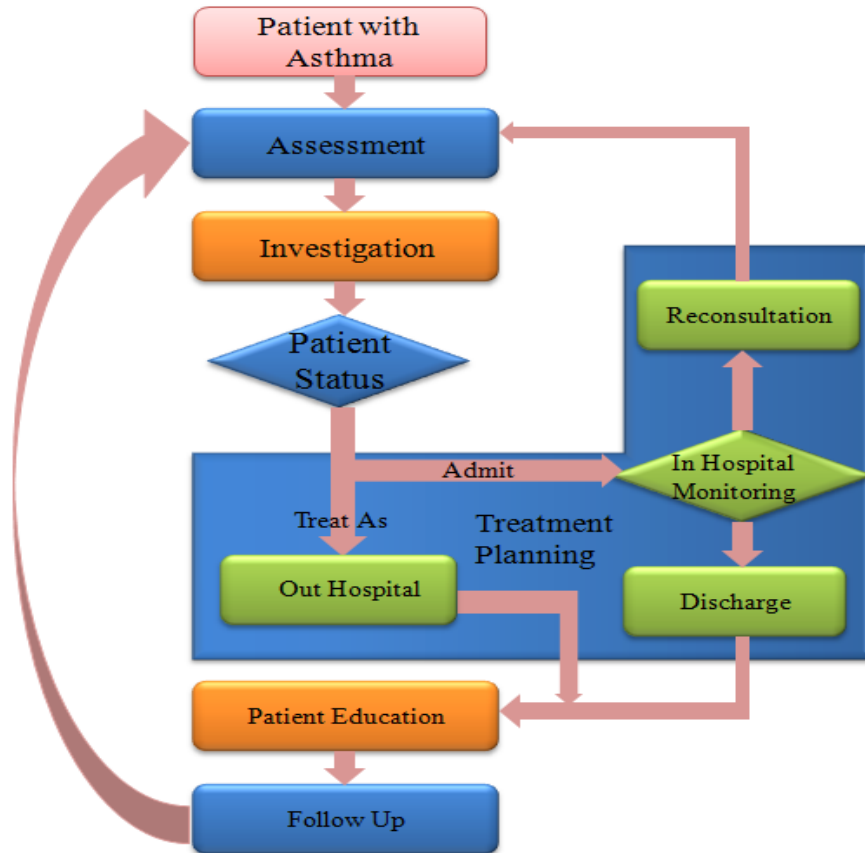 Patient with
Asthma
Assessment
Investigation
Patient
Status
Reconsultation
Admit
In Hospital
Monitoring
Treat As
Treatment
Planning
Out Hospital
Discharge
Patient Education
Follow Up